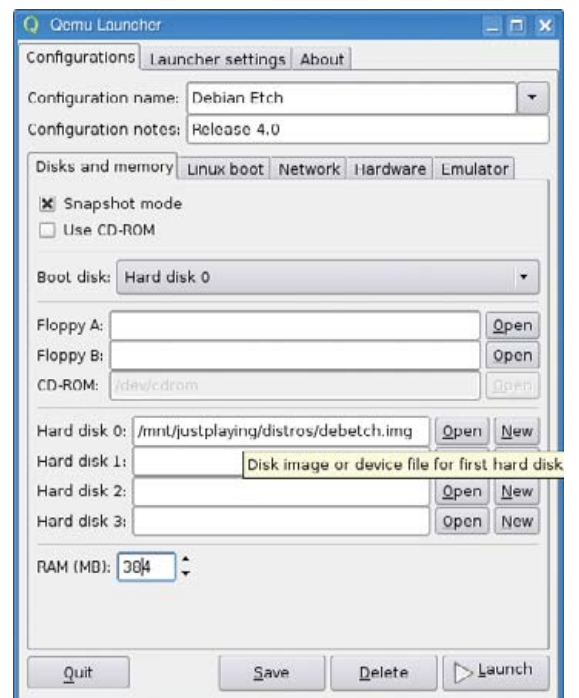 Qemu Launcher
Configurations Launcher settings About
Configuration name: Debian Etch
Configuration notes: Release 4.0
Disks and memory Linux boot Network Hardware Emulator
Snapshot mode
Use CD-ROM
Boot disk: Hard disk 0
Floppy A: Open
Floppy B: Open
CD-ROM: /dev/cdrom Open
Hard disk 0: /mnt/justplaying/distros/debetch.img Open New
Hard disk 1:
Disk image or device file for first hard disk
Hard disk 2: Open New
Hard disk 3: Open New
RAM (MB): 384
Quit Save Delete Launch